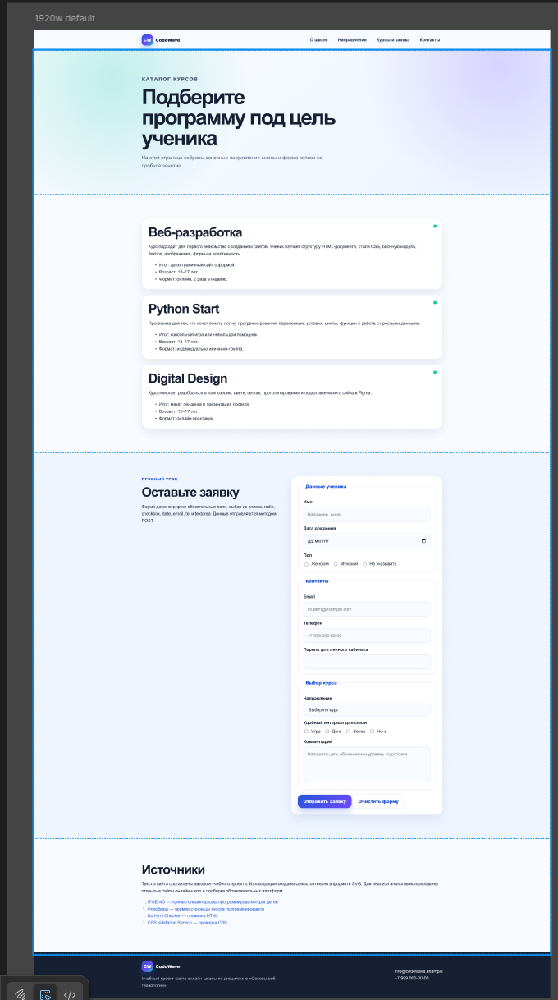 1920w default
CW CodeWave
О школе Направления Курсы и заявка Контакты
КАТАЛОГ КУРСОВ
Подберите
программу под цель
ученика
На этой странице собраны основные направления школы и форма записи на
пробное занятие.
Веб-разработка
Курс подходит для первого знакомства с созданием сайтов. Ученик изучает структуру HTML-документа, стили CSS, блочную модель,
flexbox, изображения, формы и адаптивность.
• Итог: двухстраничный сайт с формой.
• Возраст: 12–17 лет.
• Формат: онлайн, 2 раза в неделю.
Python Start
Программа для тех, кто хочет понять логику программирования: переменные, условия, циклы, функции и работа с простыми данными.
• Итог: консольная игра или небольшой помощник.
• Возраст: 13–17 лет.
• Формат: индивидуально или мини-группа.
Digital Design
Курс помогает разобраться в композиции, цвете, сетках, прототипировании и подготовке макета сайта в Figma.
• Итог: макет лендинга и презентация проекта.
• Возраст: 12–17 лет.
• Формат: онлайн-практикум.
ПРОБНЫЙ УРОК
Оставьте заявку
Форма демонстрирует обязательные поля, выбор из списка, radio,
checkbox, date, email, tel и textarea. Данные отправляются методом
POST.
Данные ученика
Имя
Например, Анна
Дата рождения
дд.мм.гггг
Пол
Женский Мужской Не указывать
Контакты
Email
student@example.com
Телефон
+7 999 000-00-00
Пароль для личного кабинета
Выбор курса
Направление
Выберите курс
Удобный интервал для связи
Утро День Вечер Ночь
Комментарий
Напишите цель обучения или уровень подготовки
Отправить заявку Очистить форму
Источники
Тексты сайта составлены автором учебного проекта. Иллюстрации созданы самостоятельно в формате SVG. Для анализа аналогов использованы
открытые сайты онлайн-школ и подборки образовательных платформ.
1. ITGENIO — пример онлайн-школы программирования для детей
1. Фоксфорд — пример страницы курсов программирования
1. Nu Html Checker — проверка HTML
1. CSS Validation Service — проверка CSS
CW CodeWave
Учебный проект сайта онлайн-школы по дисциплине «Основы веб-
технологий».
info@codewave.example
+7 999 000-00-00